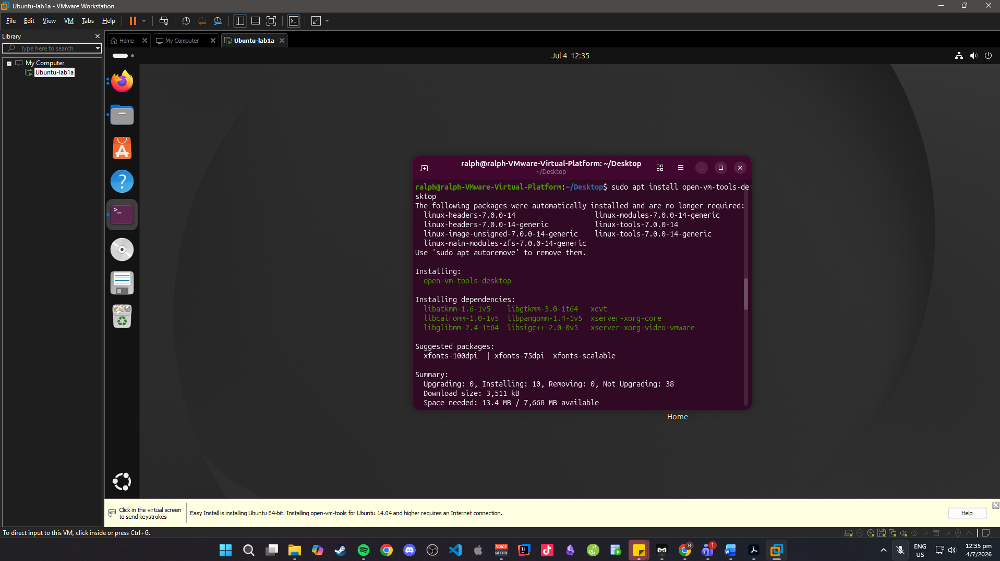 Ubuntu-lab1a - VMware Workstation
File Edit View VM Tabs Help
Library
Type here to search
My Computer
Ubuntu-lab1a
Home
My Computer
Ubuntu-lab1a
Jul 4 12:35
ralph@ralph-VMware-Virtual-Platform: ~/Desktop
~/Desktop
ralph@ralph-VMware-Virtual-Platform:~/Desktop$ sudo apt install open-vm-tools-de
sktop
The following packages were automatically installed and are no longer required:
linux-headers-7.0.0-14 linux-modules-7.0.0-14-generic
linux-headers-7.0.0-14-generic linux-tools-7.0.0-14
linux-image-unsigned-7.0.0-14-generic linux-tools-7.0.0-14-generic
linux-main-modules-zfs-7.0.0-14-generic
Use 'sudo apt autoremove' to remove them.
Installing:
open-vm-tools-desktop
Installing dependencies:
libatkmm-1.6-1v5 libgtkmm-3.0-1t64 xcvt
libcairomm-1.0-1v5 libpangomm-1.4-1v5 xserver-xorg-core
libglibmm-2.4-1t64 libsigc++-2.0-0v5 xserver-xorg-video-vmware
Suggested packages:
xfonts-100dpi | xfonts-75dpi xfonts-scalable
Summary:
Upgrading: 0, Installing: 10, Removing: 0, Not Upgrading: 38
Download size: 3,511 kB
Space needed: 13.4 MB / 7,668 MB available
Home
Click in the virtual screen
to send keystrokes
Easy Install is installing Ubuntu 64-bit. Installing open-vm-tools for Ubuntu 14.04 and higher requires an Internet connection.
Help
To direct input to this VM, click inside or press Ctrl+G.
VOICE
MEETER
ENG
US
12:35 pm
4/7/2026